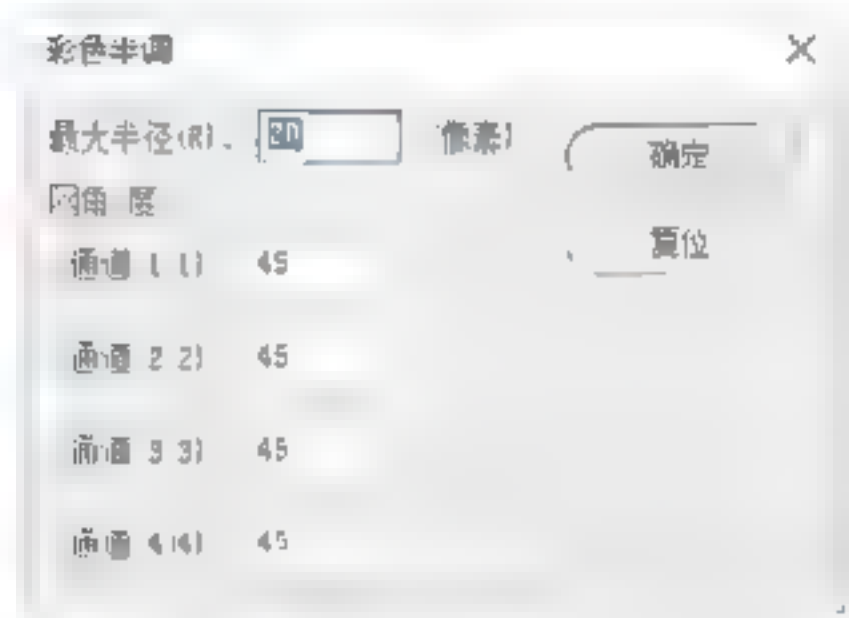 彩色半调
最大半径(R): 30 (像素) 确定
网角度
复位
通道 1(1) 45
通道 2(2) 45
通道 3(3) 45
通道 4(4) 45